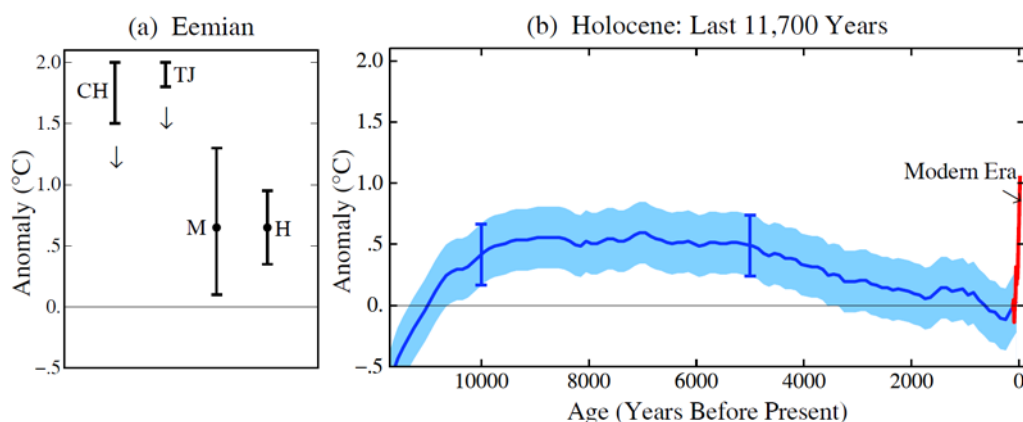 (a) Eemian
2.0
1.5
1.0
.5
0.
-.5
Anomaly (°C)
CH
TJ
M
H
(b) Holocene: Last 11,700 Years
2.0
1.5
1.0
.5
0.
-.5
Anomaly (°C)
Modern Era
10000 8000 6000 4000 2000 0
Age (Years Before Present)